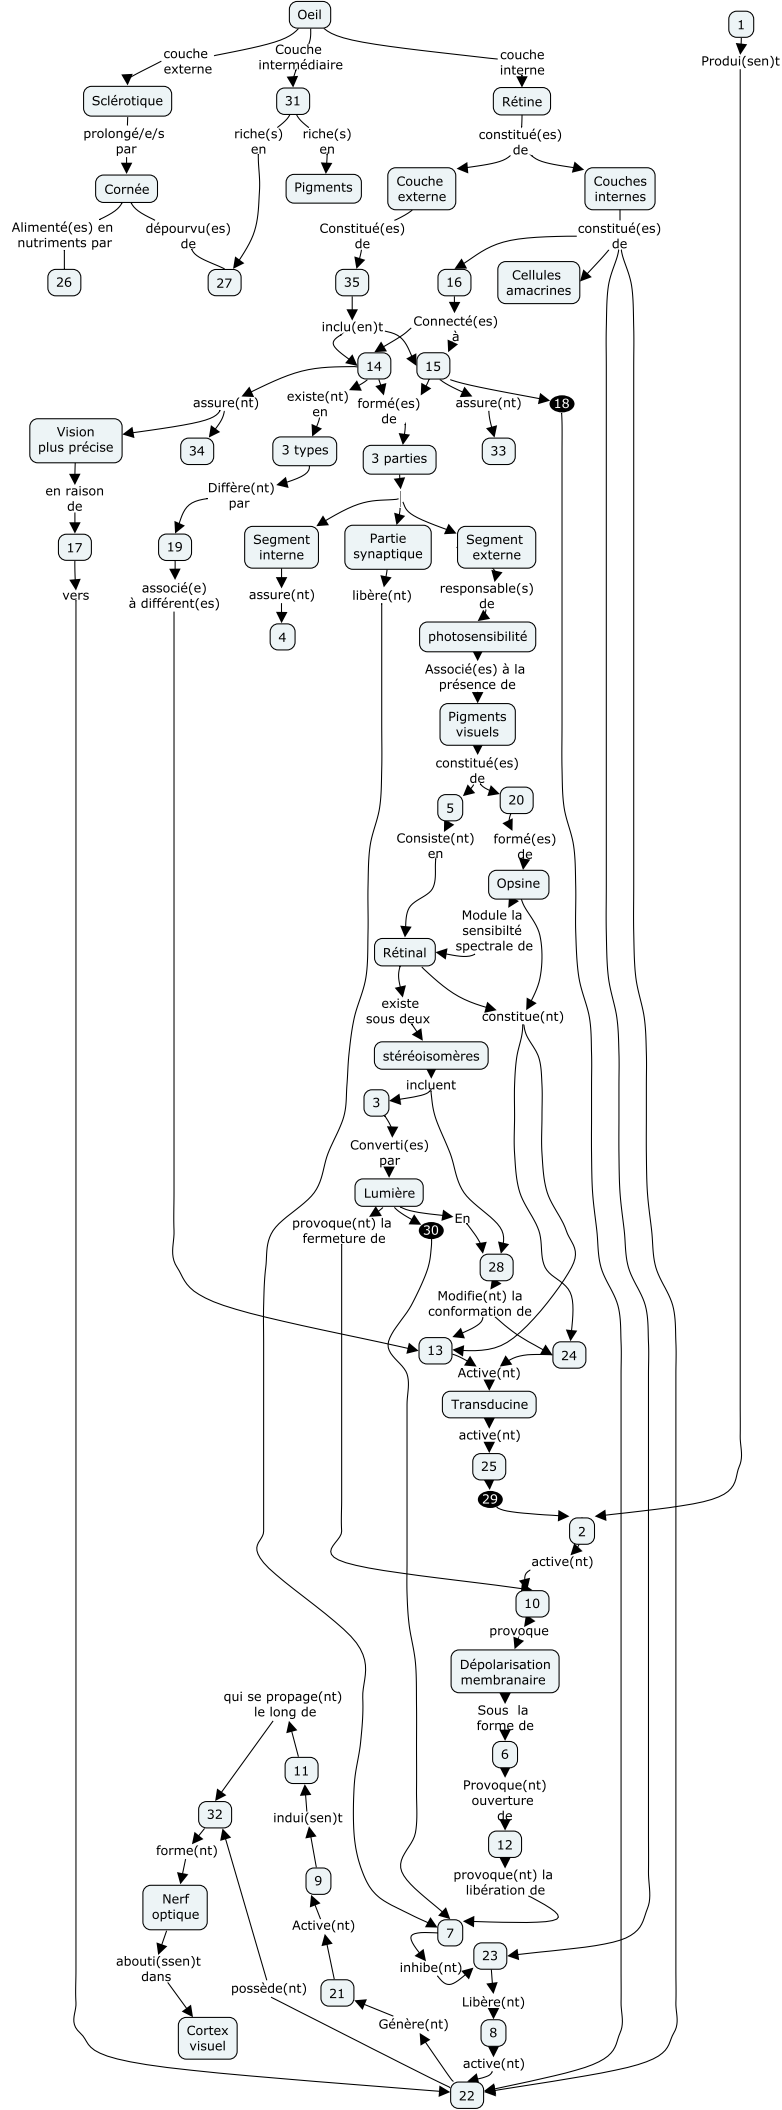 Oeil
1
couche
externe
Couche
intermédiaire
couche
interne
Produi(sen)t
Sclérotique
31
Rétine
prolongé/e/s
par
riche(s)
en
riche(s)
en
constitué(es)
de
Cornée
Pigments
Couche
externe
Couches
internes
Alimenté(es) en
nutriments par
dépourvu(es)
de
Constitué(es)
de
constitué(es)
de
26
27
35
16
Cellules
amacrines
inclu(en)t
Connecté(es)
à
14
15
assure(nt)
existe(nt)
en
formé(es)
de
assure(nt)
18
Vision
plus précise
34
3 types
3 parties
33
en raison
de
Diffère(nt)
par
17
19
Segment
interne
Partie
synaptique
Segment
externe
vers
associé(e)
à différent(es)
assure(nt)
libère(nt)
responsable(s)
de
4
photosensibilité
Associé(es) à la
présence de
Pigments
visuels
constitué(es)
de
5
20
Consiste(nt)
en
formé(es)
de
Opsine
Module la
sensibilté
spectrale de
Rétinal
existe
sous deux
constitue(nt)
stéréoisomères
incluent
3
Converti(es)
par
Lumière
provoque(nt) la
fermeture de
30
En
28
Modifie(nt) la
conformation de
13
24
Active(nt)
Transducine
active(nt)
25
29
2
active(nt)
10
provoque
Dépolarisation
membranaire
qui se propage(nt)
le long de
Sous la
forme de
6
11
Provoque(nt)
ouverture
de
32
indui(sen)t
12
forme(nt)
provoque(nt) la
libération de
9
Nerf
optique
Active(nt)
7
23
abouti(ssen)t
dans
inhibe(nt)
possède(nt)
21
Libère(nt)
Génère(nt)
8
Cortex
visuel
active(nt)
22